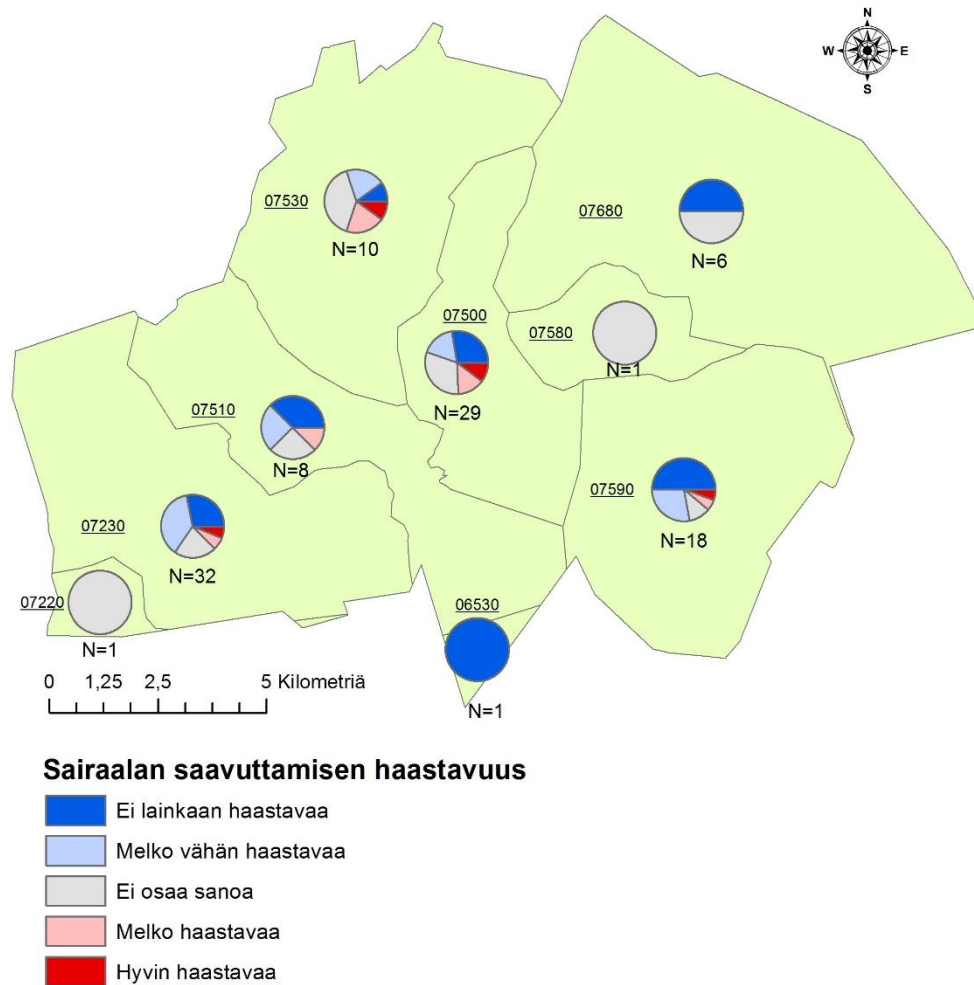 N
W E
S
07530
N=10
07680
N=6
07500
N=29
07580
N=1
07510
N=8
07590
N=18
07230
N=32
07220
N=1
06530
N=1
0 1,25 2,5 5 Kilometriä
Sairaalan saavuttamisen haastavuus
Ei lainkaan haastavaa
Melko vähän haastavaa
Ei osaa sanoa
Melko haastavaa
Hyvin haastavaa